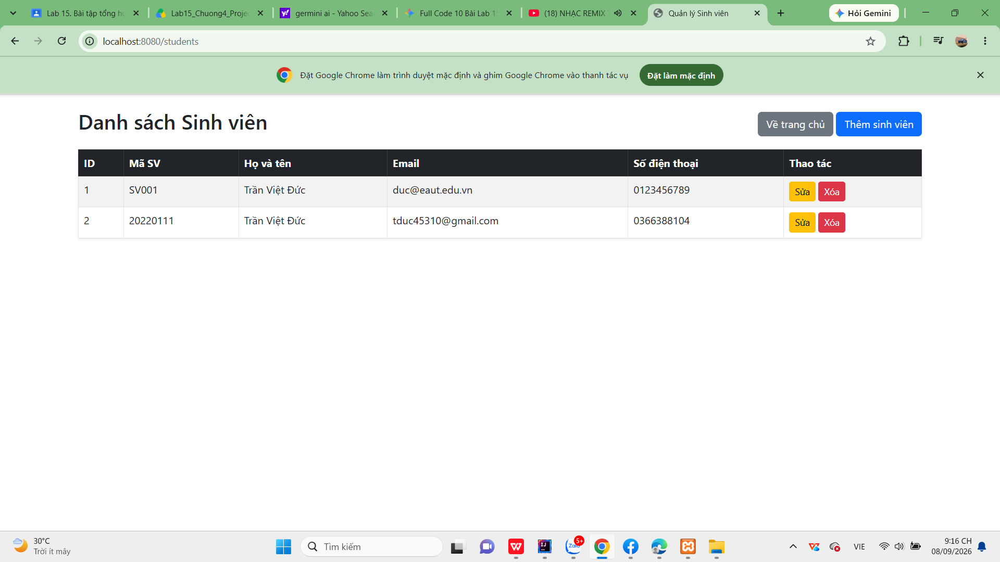 Lab 15. Bài tập tổng hợ
Lab15_Chuong4_Projec
germini ai - Yahoo Sea
Full Code 10 Bài Lab 15
(18) NHẠC REMIX T
Quản lý Sinh viên
Hỏi Gemini
localhost:8080/students
Đặt Google Chrome làm trình duyệt mặc định và ghim Google Chrome vào thanh tác vụ
Đặt làm mặc định
Danh sách Sinh viên
Về trang chủ
Thêm sinh viên
ID Mã SV Họ và tên Email Số điện thoại Thao tác
1 SV001 Trần Việt Đức duc@eaut.edu.vn 0123456789 Sửa Xóa
2 20220111 Trần Việt Đức tduc45310@gmail.com 0366388104 Sửa Xóa
30°C
Trời ít mây
Tìm kiếm
IJ
Zalo
5+
VIE
9:16 CH
08/09/2026